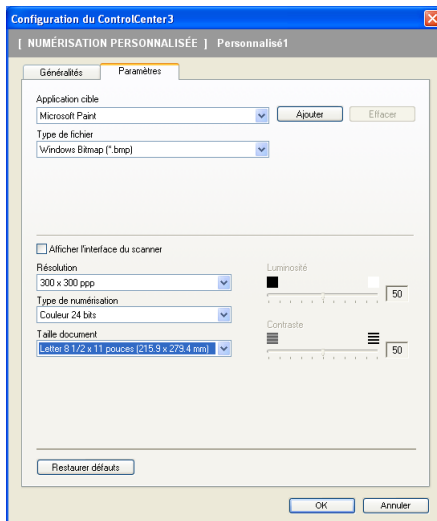 Configuration du ControlCenter3
[ NUMÉRISATION PERSONNALISÉE ] Personnalisé1
Généralités Paramètres
Application cible
Microsoft Paint Ajouter Effacer
Type de fichier
Windows Bitmap (*.bmp)
Afficher l'interface du scanner
Résolution Luminosité
300 x 300 ppp 50
Type de numérisation
Couleur 24 bits
Taille document Contraste
Letter 8 1/2 x 11 pouces (215.9 x 279.4 mm) 50
Restaurer défauts
OK Annuler